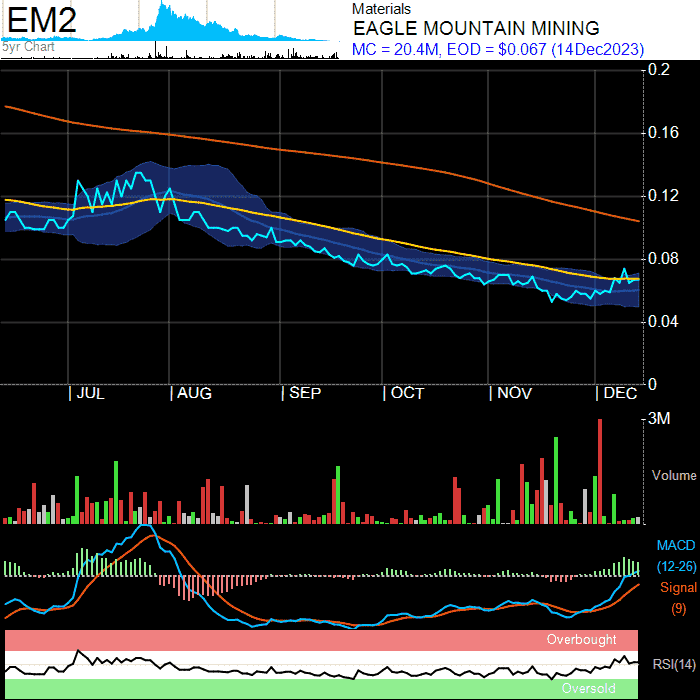 EM2
5yr Chart
Materials
EAGLE MOUNTAIN MINING
MC = 20.4M, EOD = $0.067 (14Dec2023)
0.2
0.16
0.12
0.08
0.04
0
JUL
AUG
SEP
OCT
NOV
DEC
3M
Volume
MACD
(12-26)
Signal
(9)
Overbought
RSI(14)
Oversold